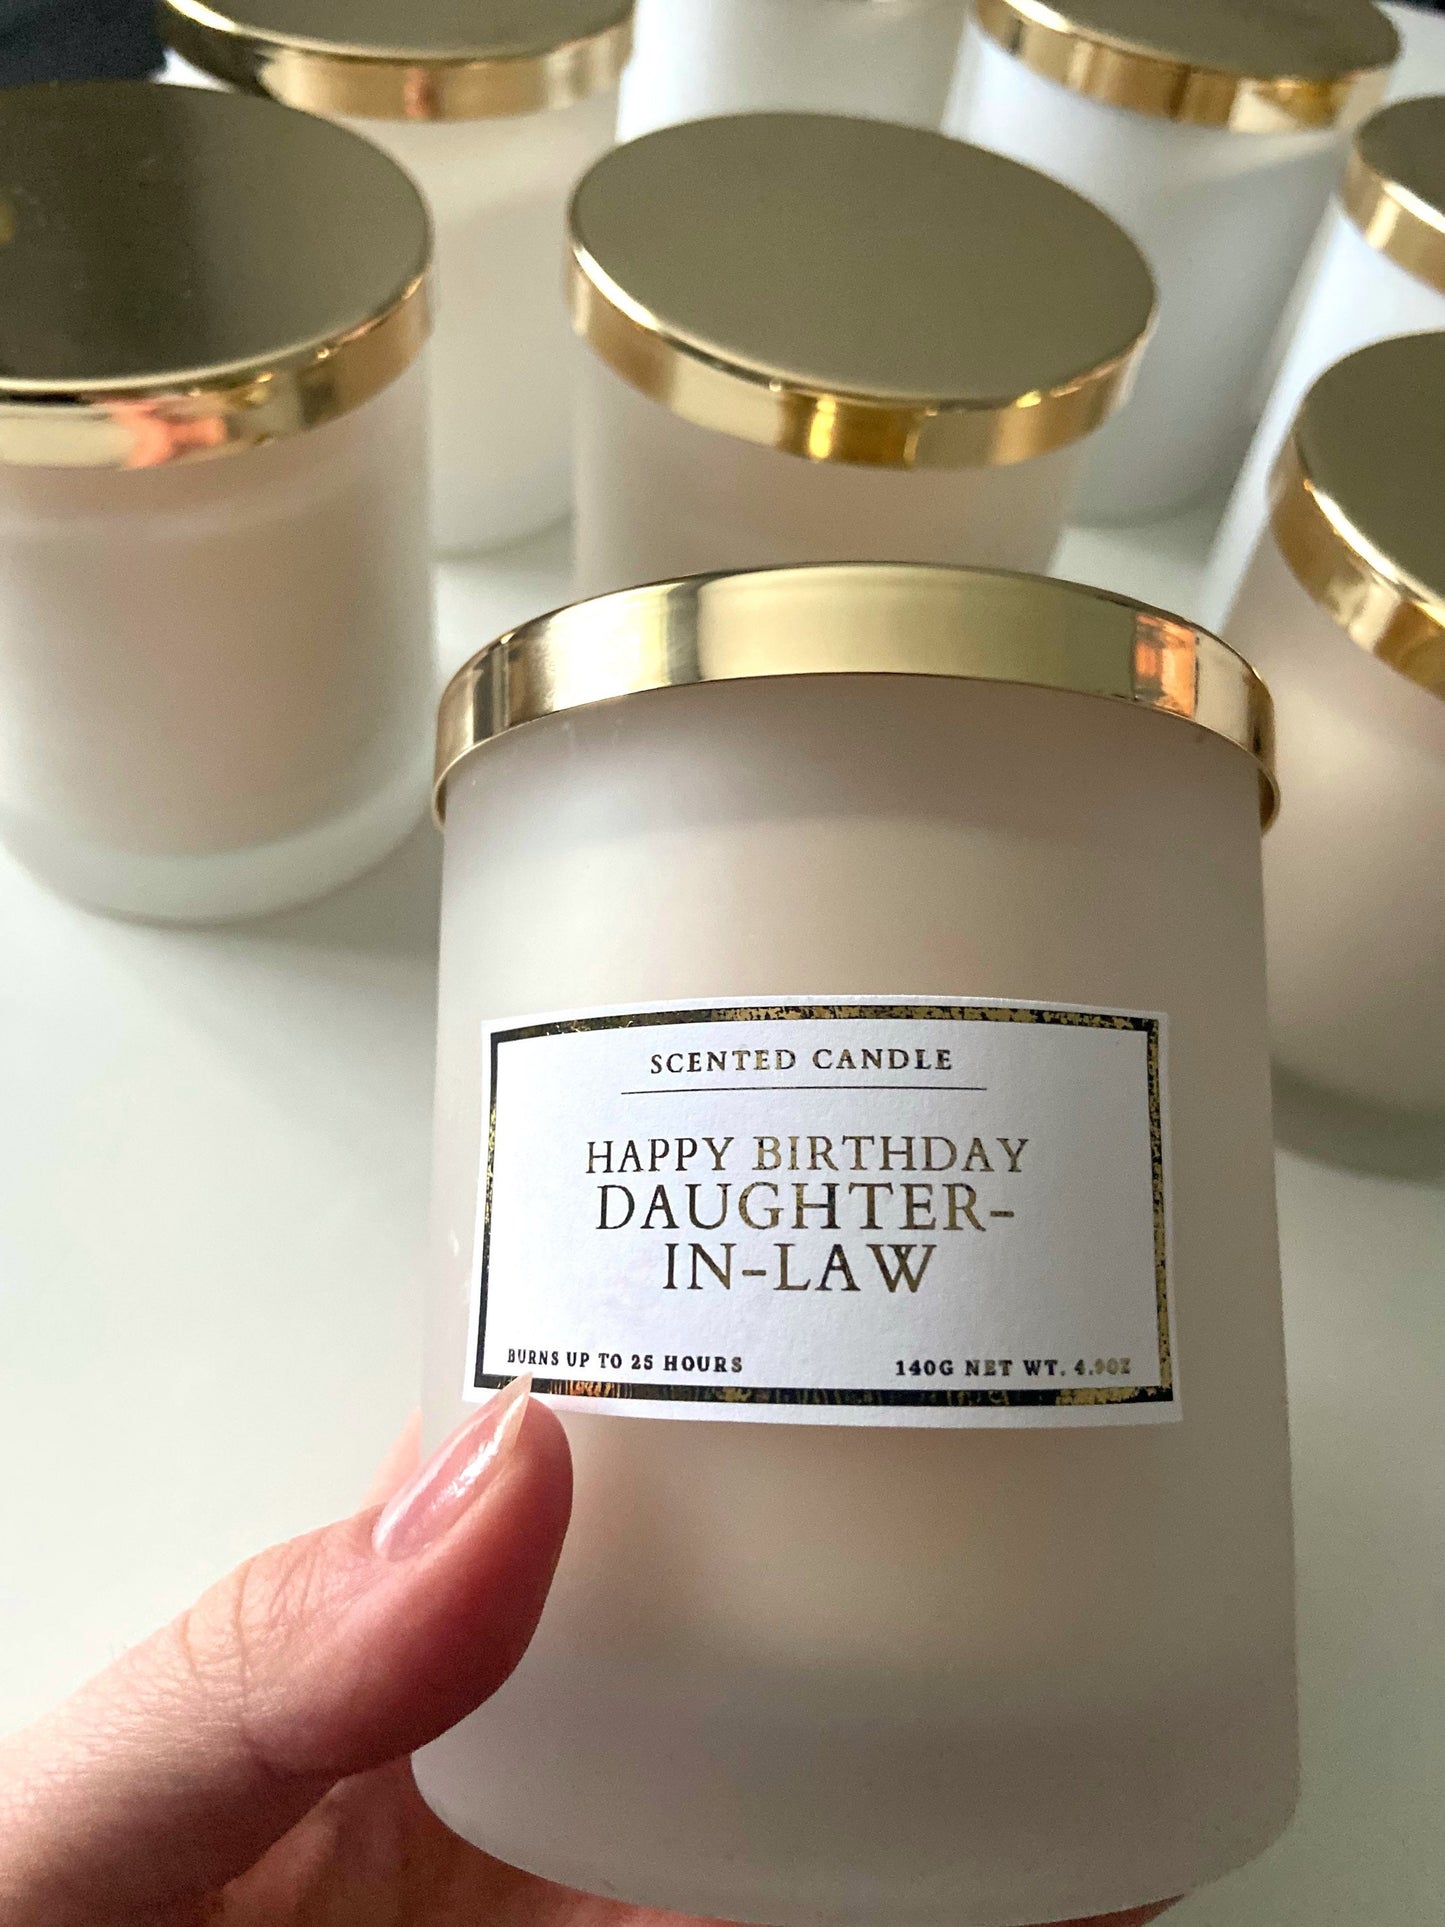 SCENTED CANDLE
HAPPY BIRTHDAY
DAUGHTER-
IN-LAW
BURNS UP TO 25 HOURS
140G NET WT. 4.9OZ